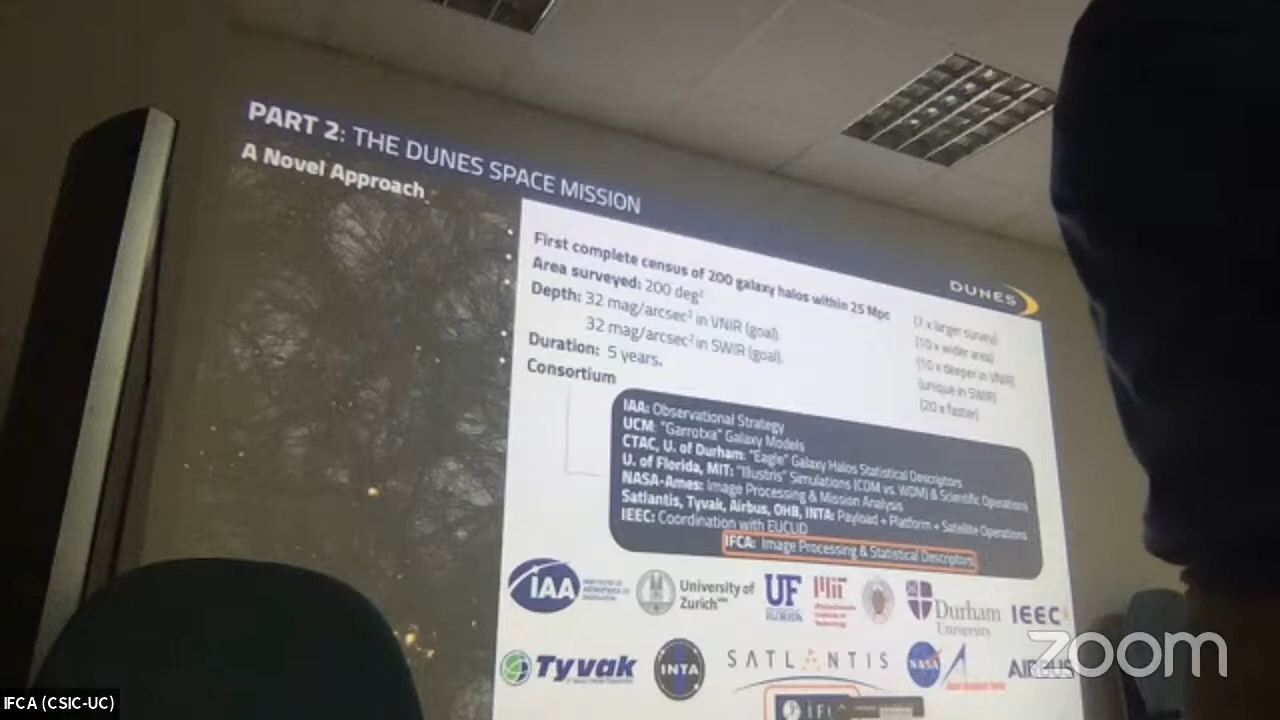 PART 2: THE DUNES SPACE MISSION
A Novel Approach
DUNES
First complete census of 200 galaxy halos within 25 Mpc (7 x larger survey)
Area surveyed: 200 deg² (10 x wider area)
Depth: 32 mag/arcsec² in VNIR (goal). (10 x deeper in VNIR)
32 mag/arcsec² in SWIR (goal). (unique in SWIR)
Duration: 5 years. (20 x faster)
Consortium
IAA: Observational Strategy
UCM: "Garrotxa" Galaxy Models
CTAC, U. of Durham: "Eagle" Galaxy Halos Statistical Descriptors
U. of Florida, MIT: "Illustris" Simulations (CDM vs. WDM) & Scientific Operations
NASA-Ames: Image Processing & Mission Analysis
Satlantis, Tyvak, Airbus, OHB, INTA: Payload + Platform + Satellite Operations
IEEC: Coordination with EUCLID
IFCA: Image Processing & Statistical Descriptors
IAA
University of Zurich
UF FLORIDA
MIT Massachusetts Institute of Technology
Durham University
IEEC
Tyvak
INTA
SATLANTIS
NASA
AIRBUS
zoom
IFCA (CSIC-UC)